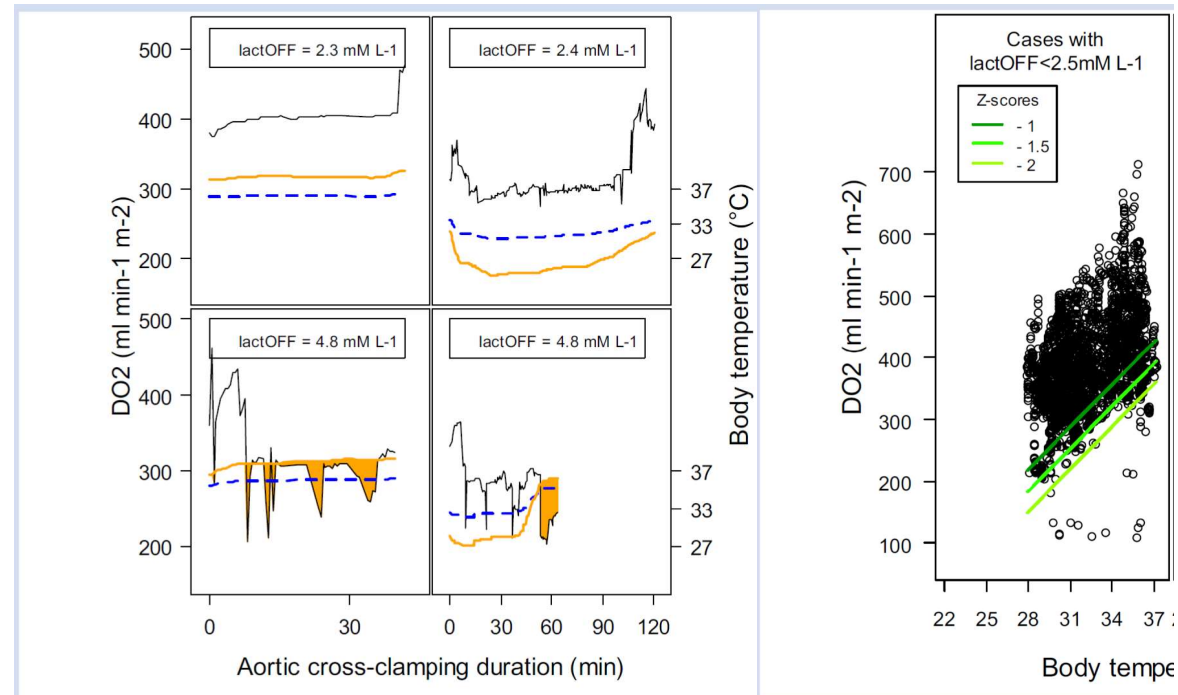 lactOFF = 2.3 mM L-1
lactOFF = 2.4 mM L-1
500
400
300
200
37
33
27
lactOFF = 4.8 mM L-1
lactOFF = 4.8 mM L-1
500
400
300
200
37
33
27
DO2 (ml min-1 m-2)
Body temperature (°C)
0 30
0 30 60 90 120
Aortic cross-clamping duration (min)
Cases with
lactOFF<2.5mM L-1
Z-scores
- 1
- 1.5
- 2
700
600
500
400
300
200
100
DO2 (ml min-1 m-2)
22 25 28 31 34 37
Body tempe